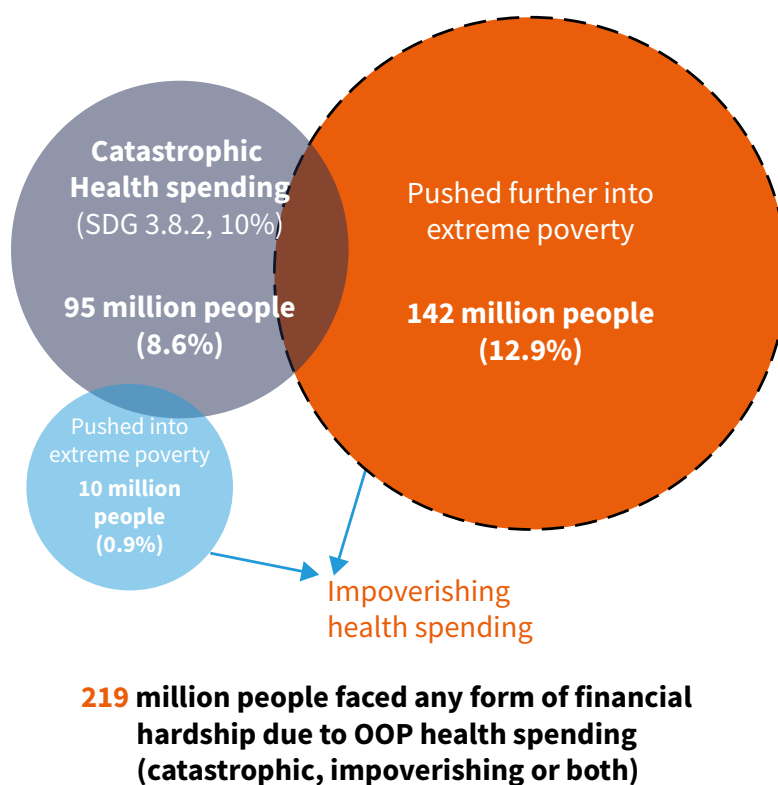 Catastrophic
Health spending
(SDG 3.8.2, 10%)
95 million people
(8.6%)
Pushed further into
extreme poverty
142 million people
(12.9%)
Pushed into
extreme poverty
10 million
people
(0.9%)
Impoverishing
health spending
219 million people faced any form of financial
hardship due to OOP health spending
(catastrophic, impoverishing or both)